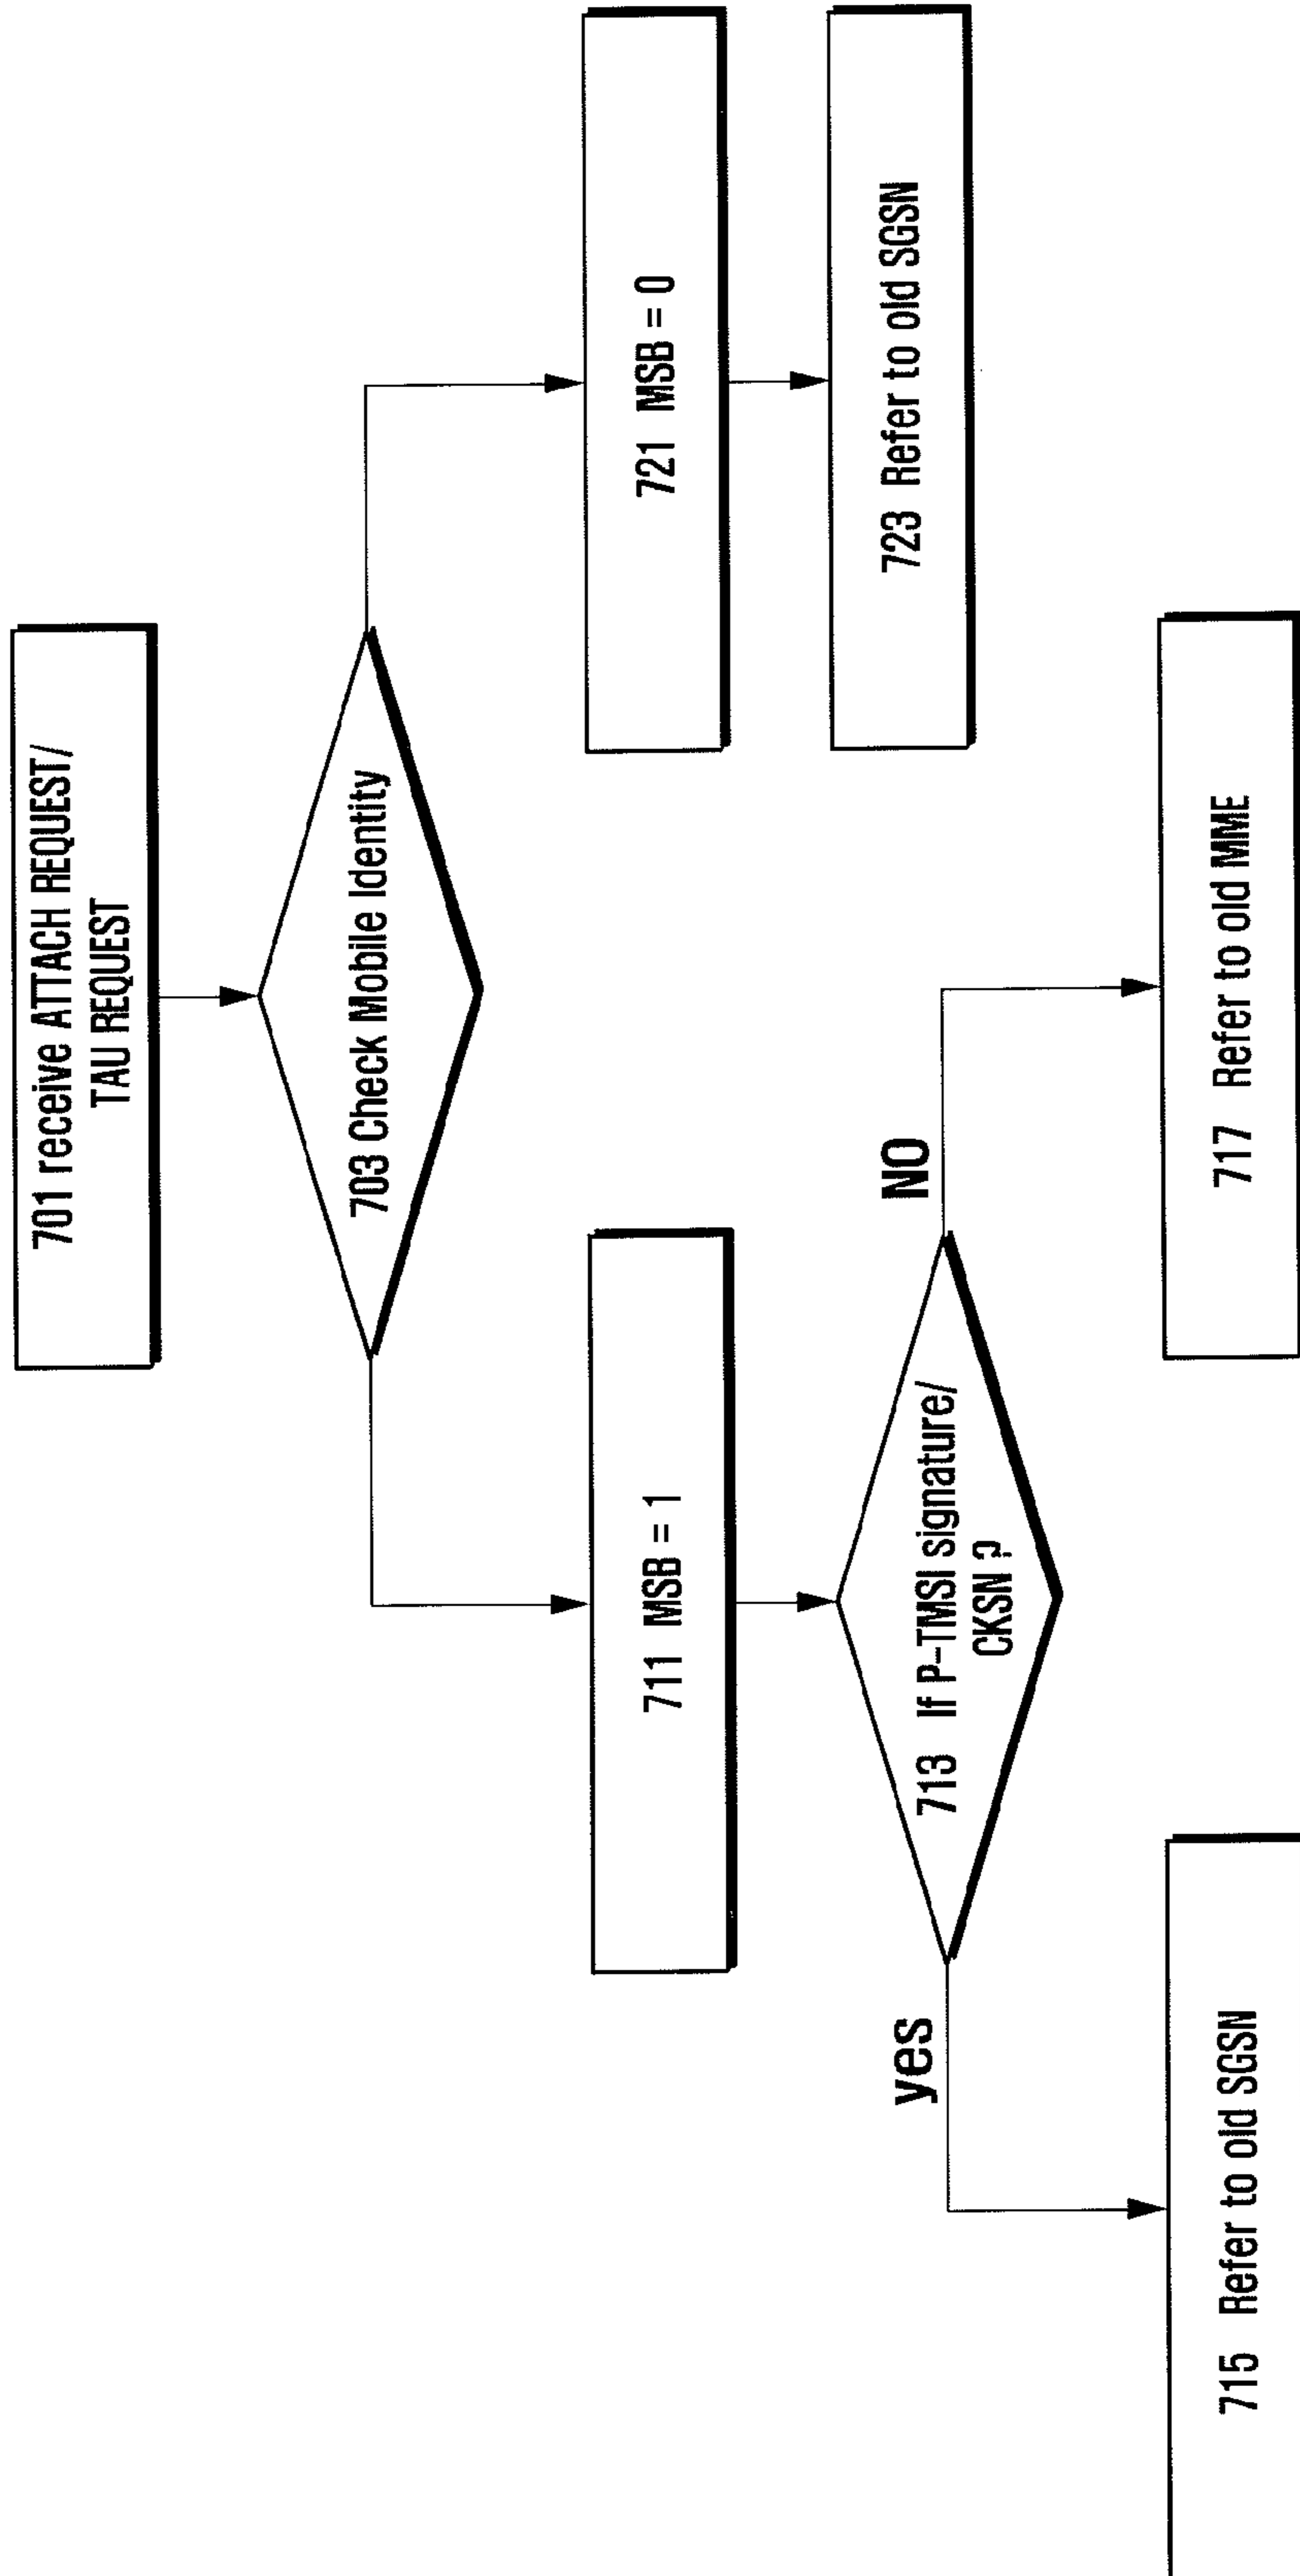 701 receive ATTACH REQUEST/
TAU REQUEST
703 Check Mobile Identity
711 MSB = 1
721 MSB = 0
713 If P-TMSI signature/
CKSN ?
723 Refer to old SGSN
yes
NO
715 Refer to old SGSN
717 Refer to old MME